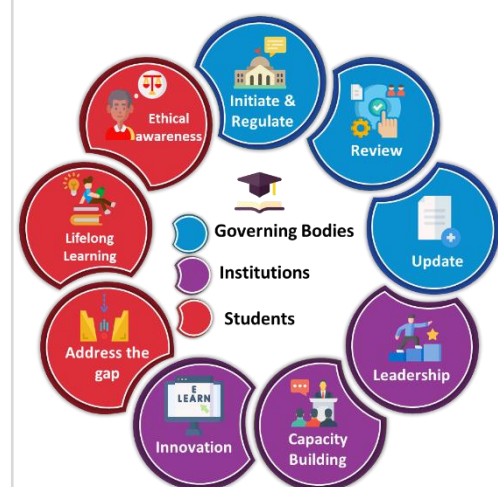 Initiate &
Regulate
Review
Update
Leadership
Capacity
Building
E
LEARN
Innovation
Address the
gap
Lifelong
Learning
Ethical
awareness
Governing Bodies
Institutions
Students